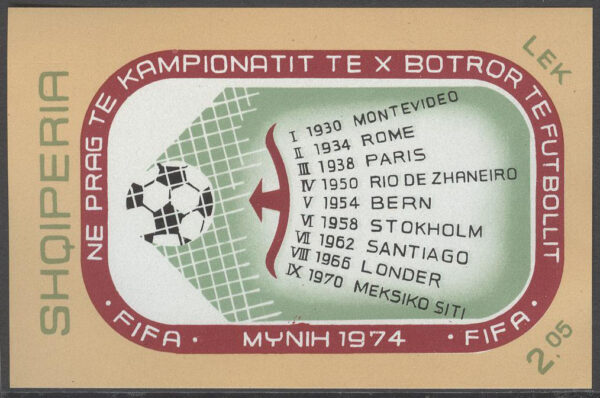 SHQIPERIA
NE PRAG TE KAMPIONATIT TE X BOTROR TE FUTBOLLIT
LEK
2,05
I 1930 MONTEVIDEO
II 1934 ROME
III 1938 PARIS
IV 1950 RIO DE ZHANEIRO
V 1954 BERN
VI 1958 STOKHOLM
VII 1962 SANTIAGO
VIII 1966 LONDER
IX 1970 MEKSIKO SITI
· FIFA · MYNIH 1974 · FIFA ·